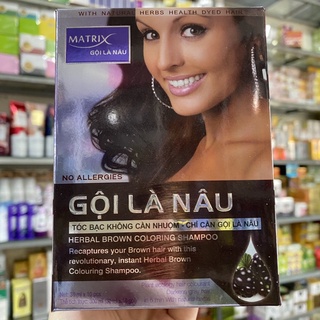 WITH NATURAL HERBS HEALTH DYED HAIR
MATRIX
GỘI LÀ NÂU
NO ALLERGIES
GỘI LÀ NÂU
TÓC BẠC KHÔNG CẦN NHUỘM - CHỈ CẦN GỘI LÀ NÂU
HERBAL BROWN COLORING SHAMPOO
Recaptures your Brown hair with this
revolutionary, instant Herbal Brown
Colouring Shampoo.